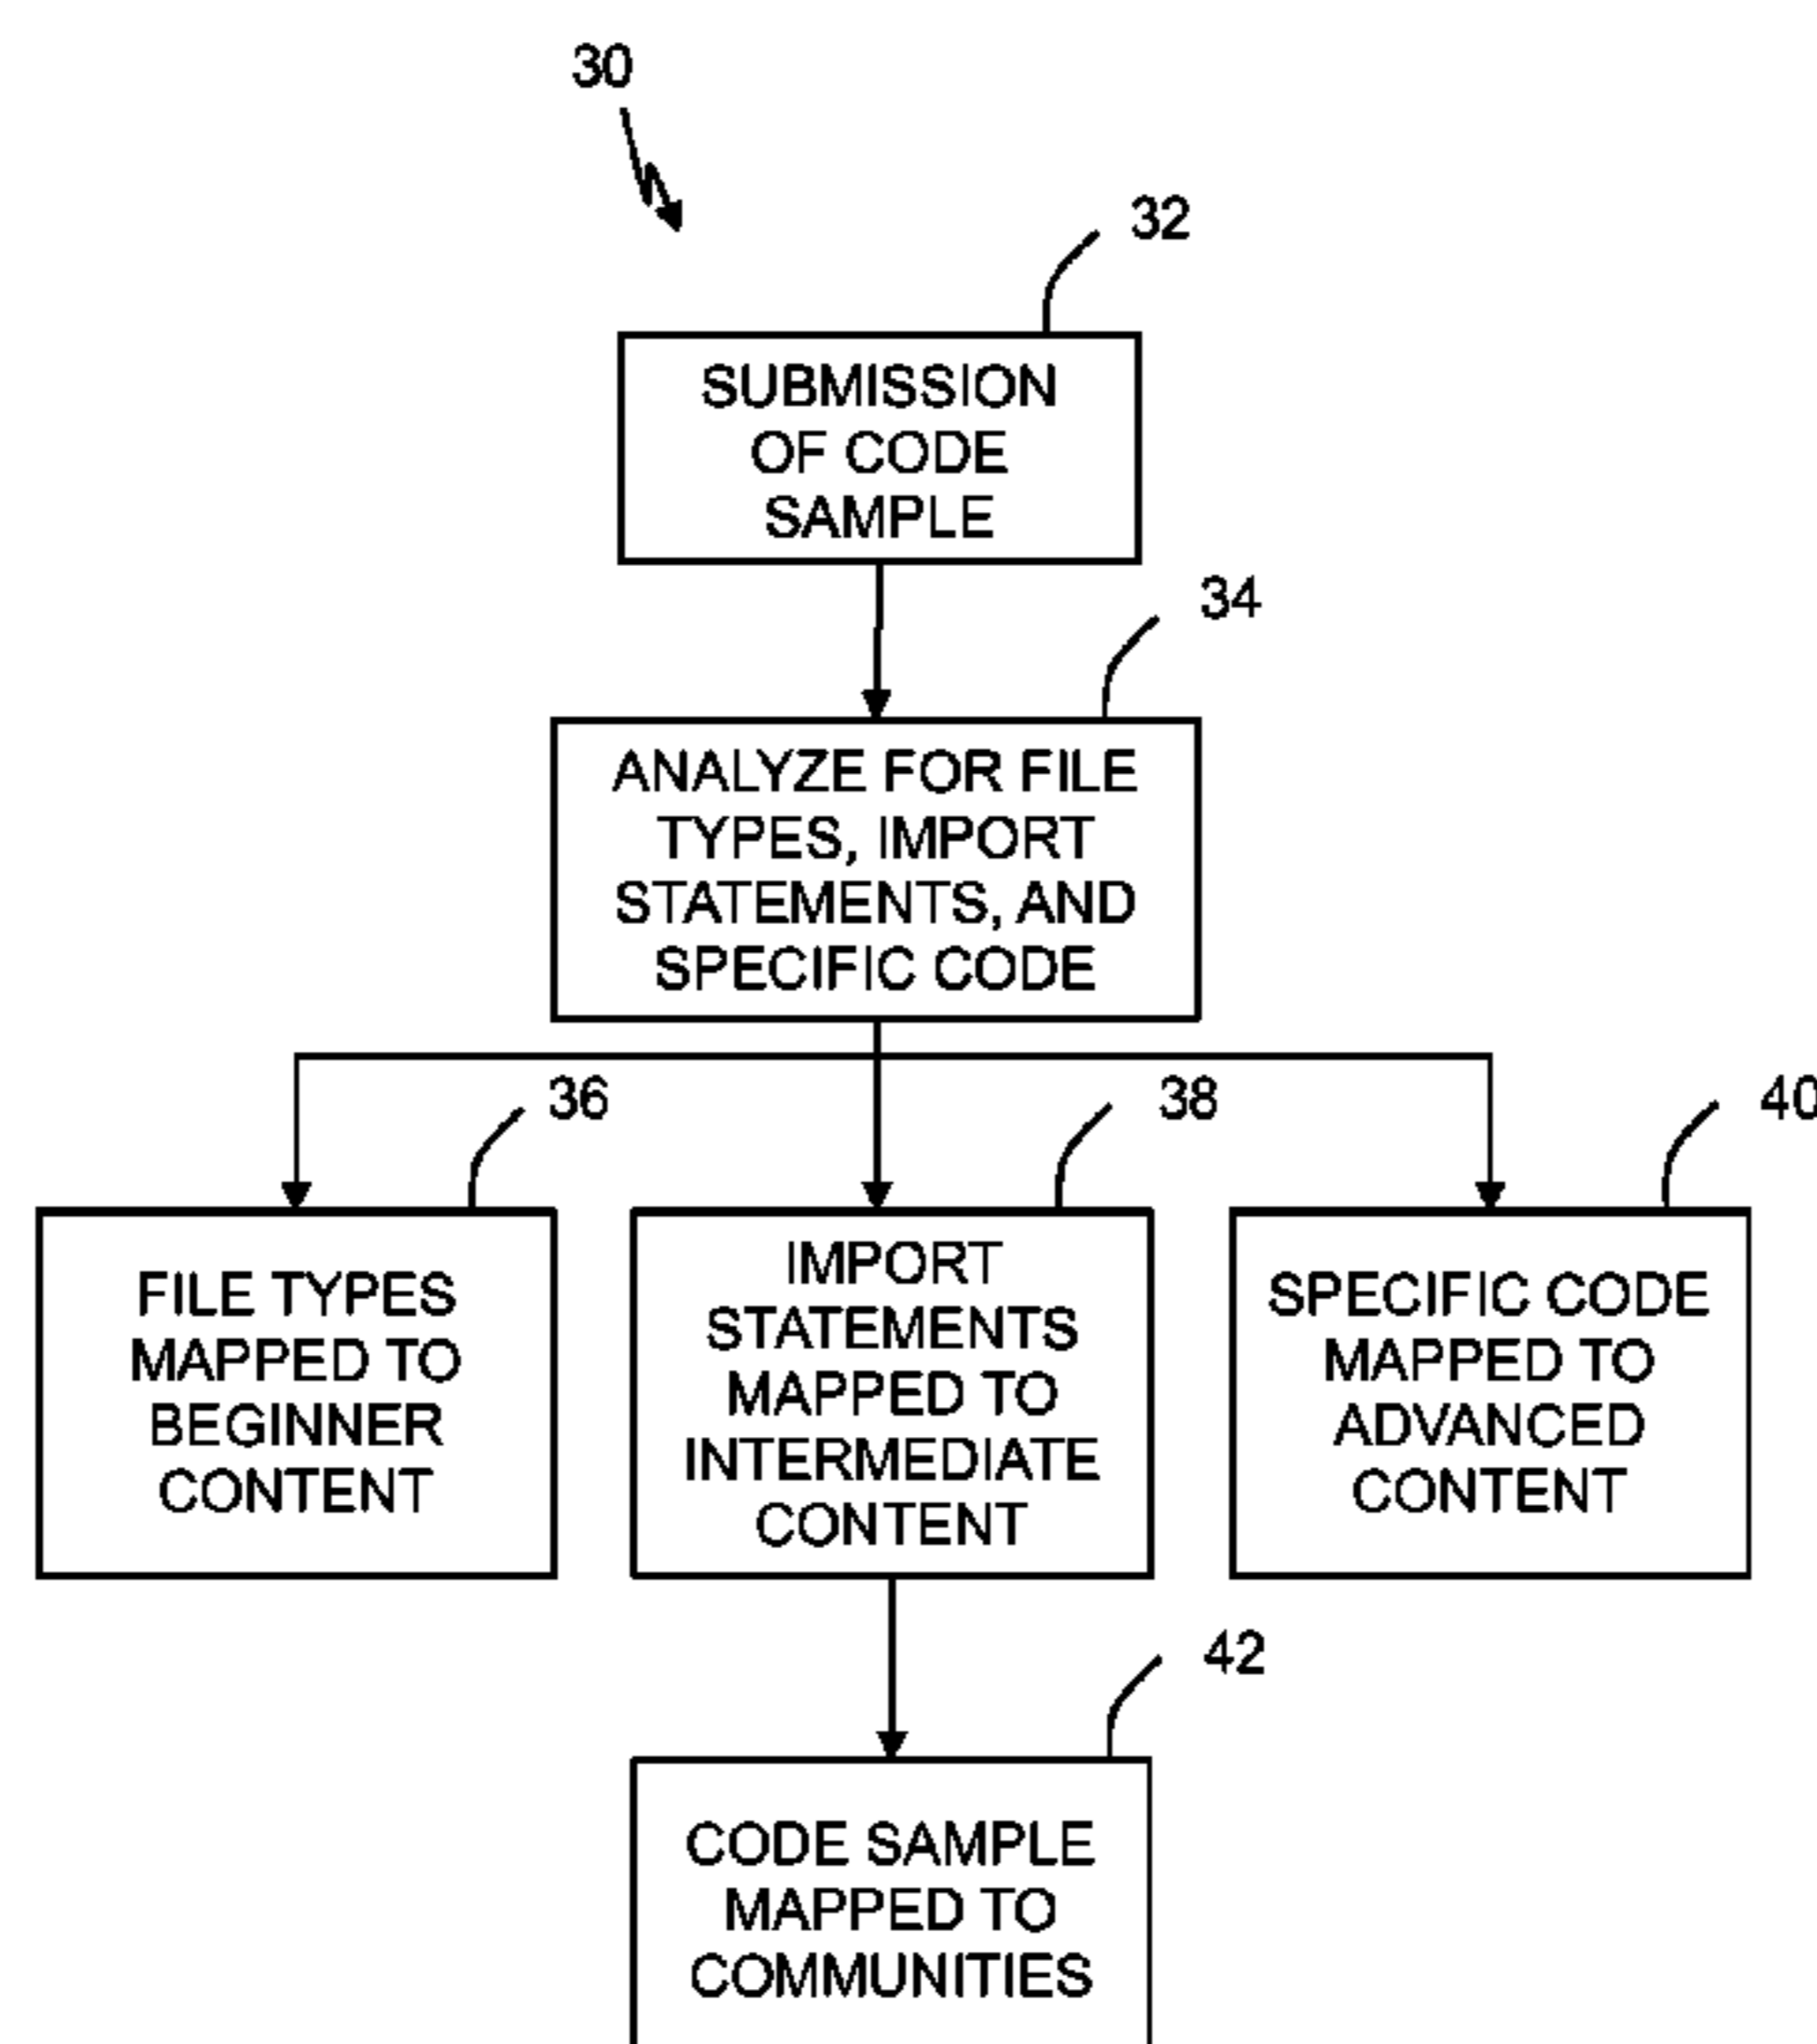 30
32
SUBMISSION
OF CODE
SAMPLE
34
ANALYZE FOR FILE
TYPES, IMPORT
STATEMENTS, AND
SPECIFIC CODE
36
38
40
FILE TYPES
MAPPED TO
BEGINNER
CONTENT
IMPORT
STATEMENTS
MAPPED TO
INTERMEDIATE
CONTENT
SPECIFIC CODE
MAPPED TO
ADVANCED
CONTENT
42
CODE SAMPLE
MAPPED TO
COMMUNITIES